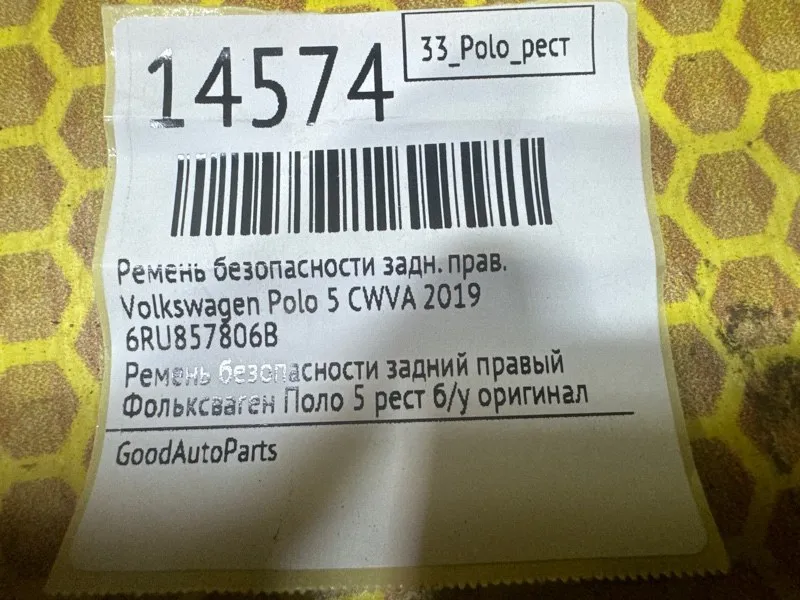 33_Polo_рест
14574
Ремень безопасности задн. прав.
Volkswagen Polo 5 CWVA 2019
6RU857806B
Ремень безопасности задний правый
Фольксваген Поло 5 рест б/у оригинал
GoodAutoParts